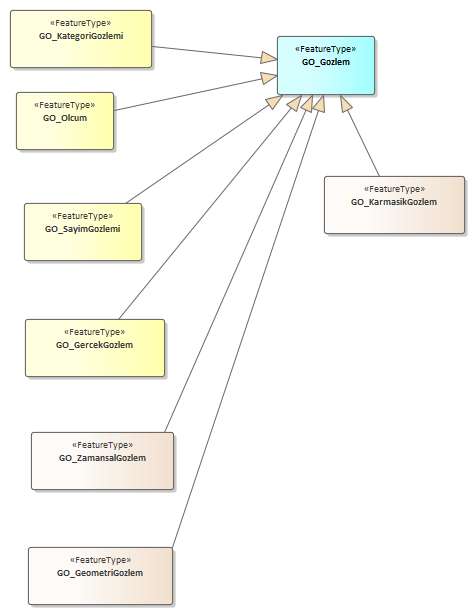 «FeatureType»
GO_KategoriGozlemi
«FeatureType»
GO_Gozlem
«FeatureType»
GO_Olcum
«FeatureType»
GO_KarmasikGozlem
«FeatureType»
GO_SayimGozlemi
«FeatureType»
GO_GercekGozlem
«FeatureType»
GO_ZamansalGozlem
«FeatureType»
GO_GeometriGozlem